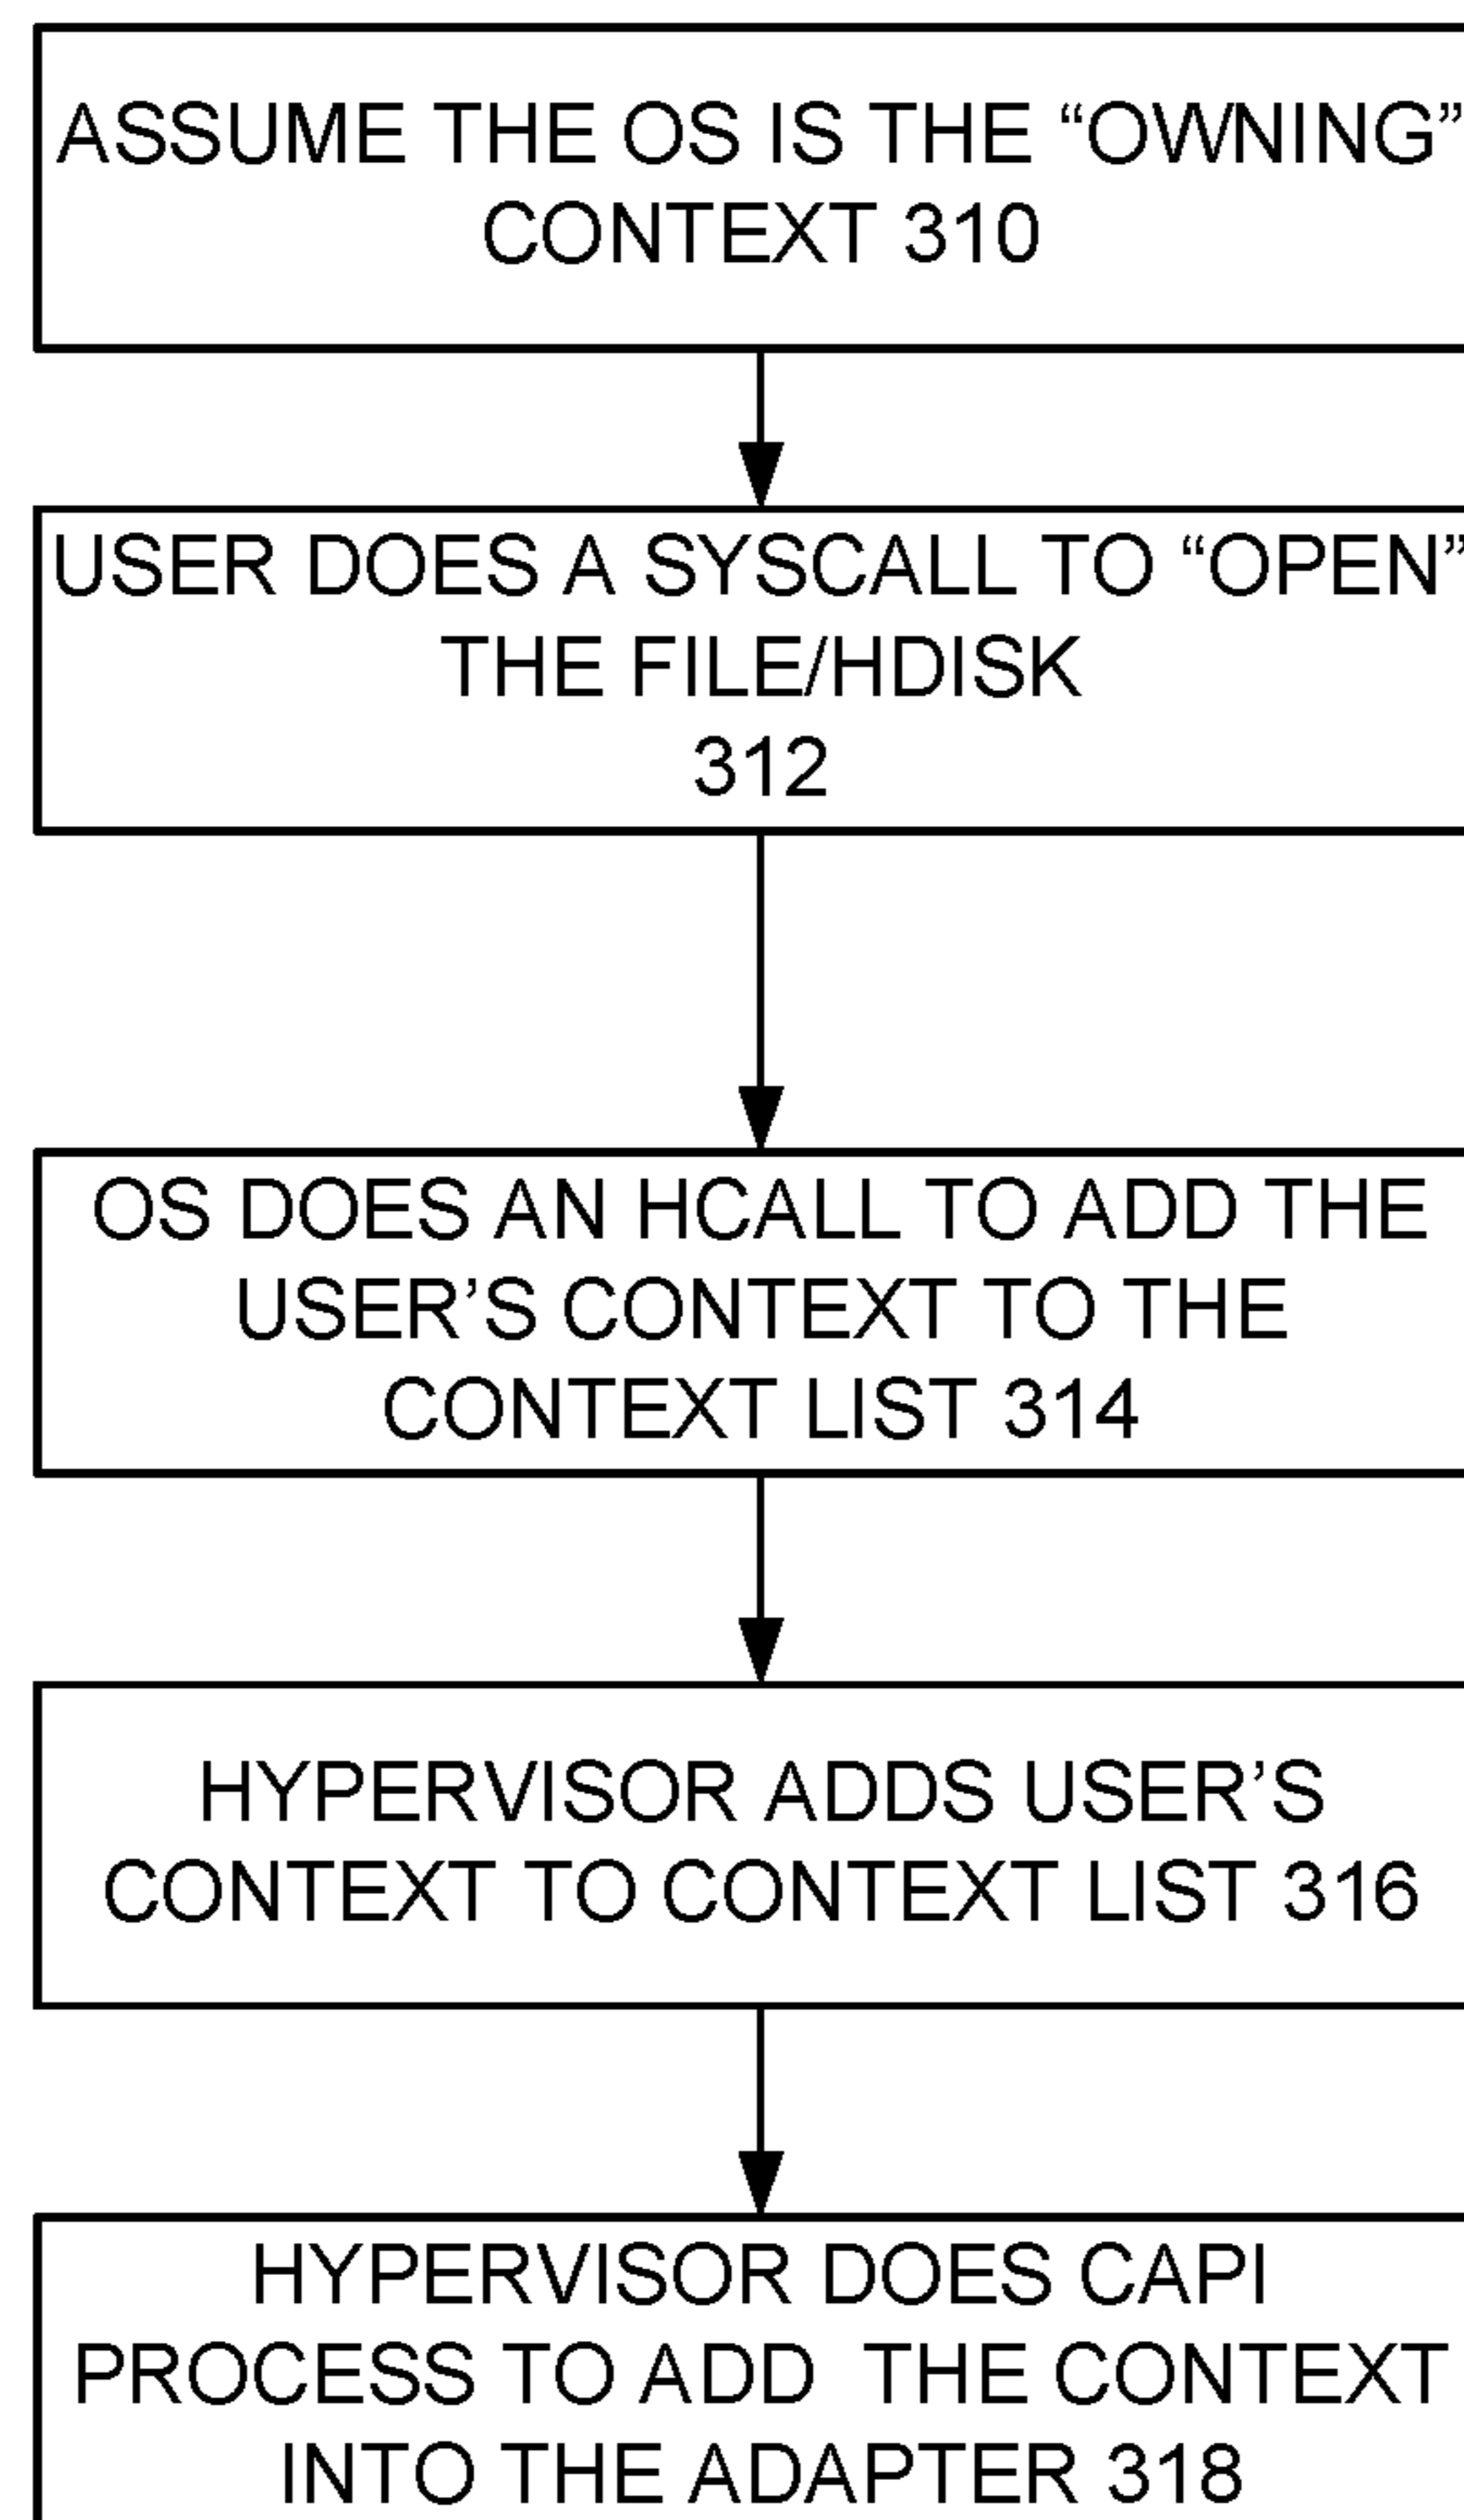 ASSUME THE OS IS THE “OWNING”
CONTEXT 310
USER DOES A SYSCALL TO “OPEN”
THE FILE/HDISK
312
OS DOES AN HCALL TO ADD THE
USER’S CONTEXT TO THE
CONTEXT LIST 314
HYPERVISOR ADDS USER’S
CONTEXT TO CONTEXT LIST 316
HYPERVISOR DOES CAPI
PROCESS TO ADD THE CONTEXT
INTO THE ADAPTER 318